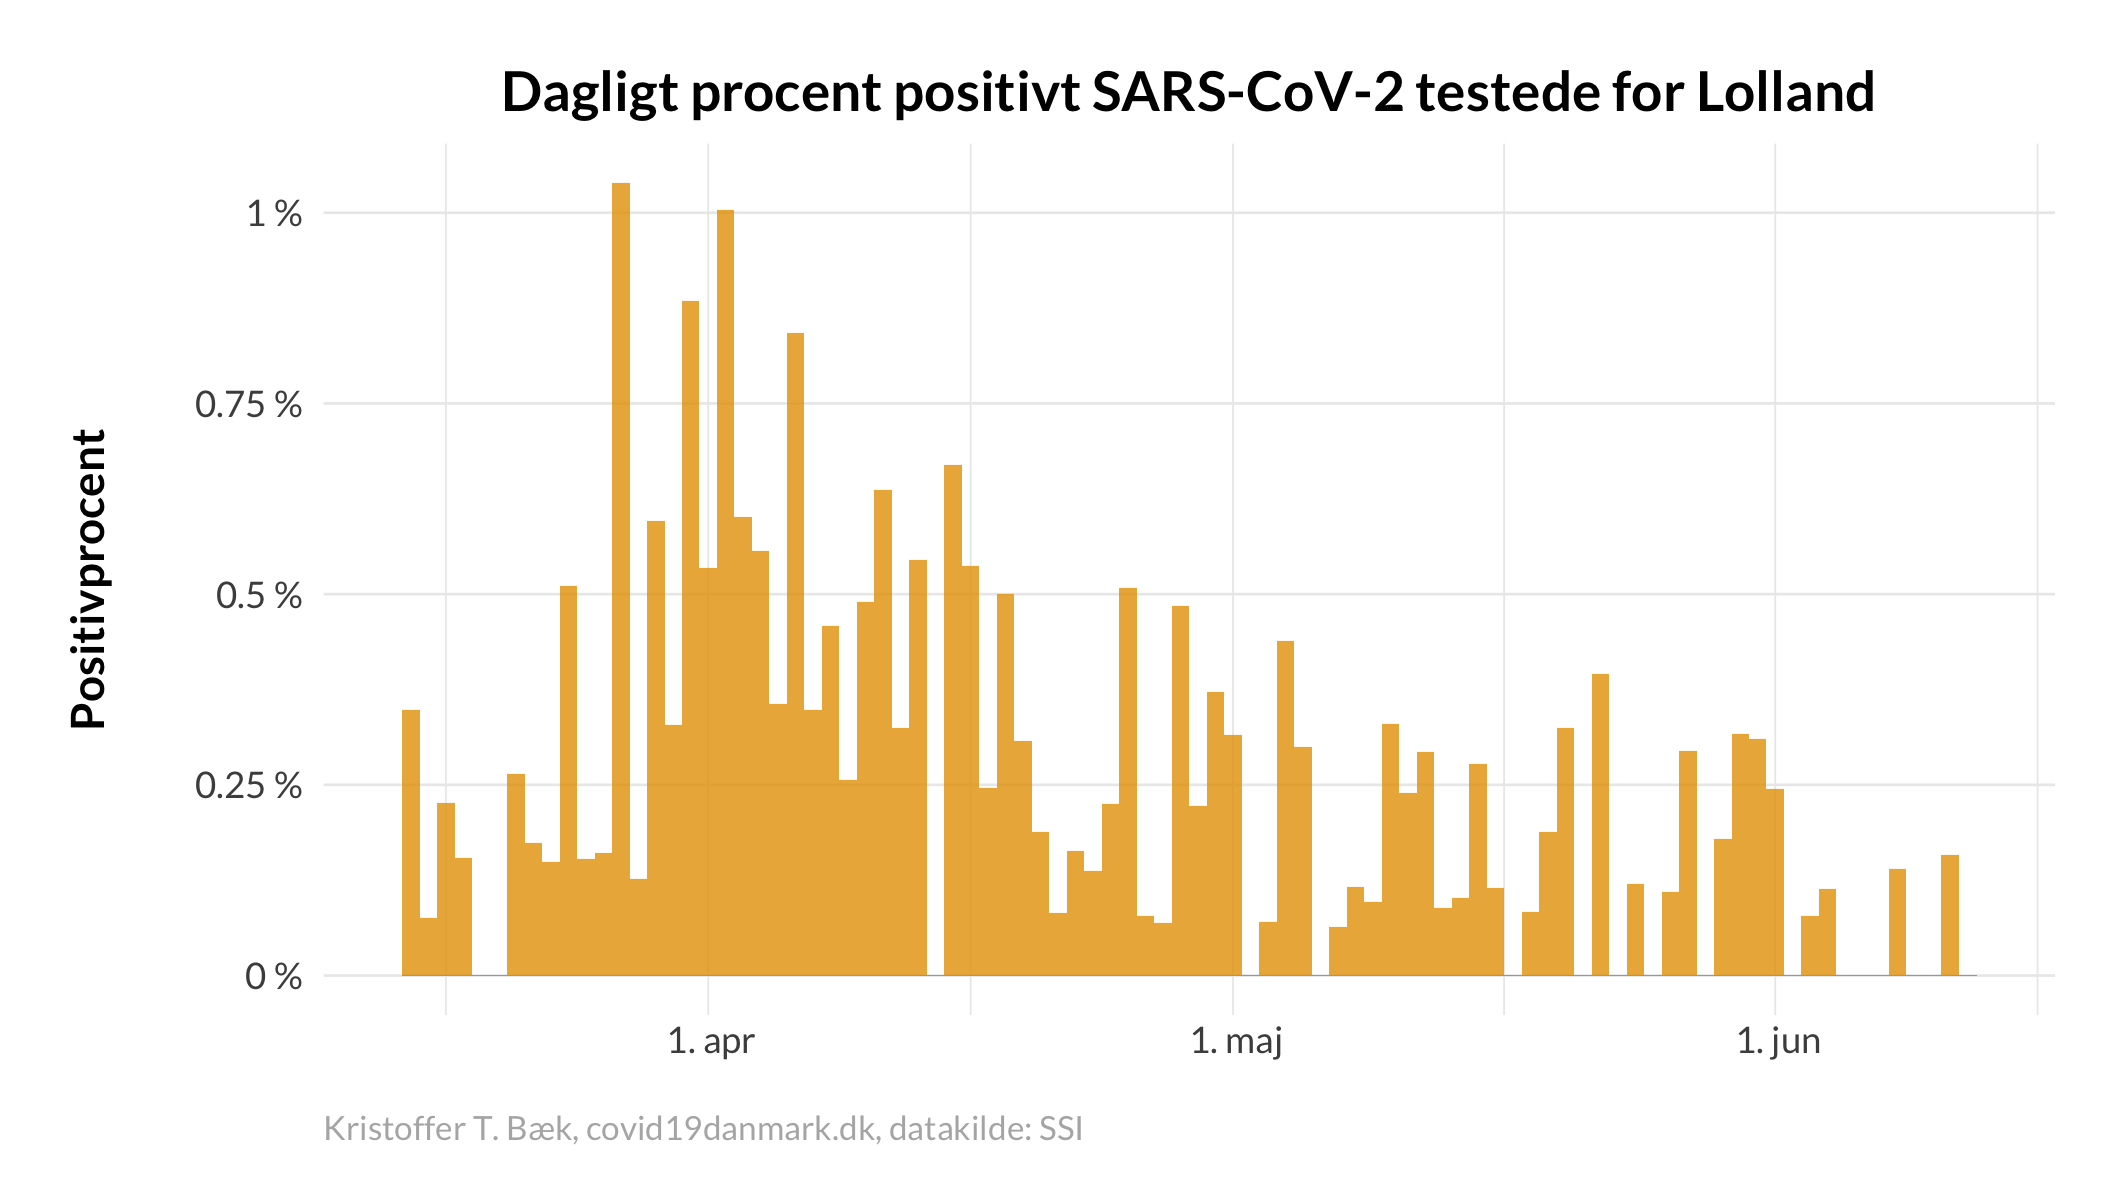 Dagligt procent positivt SARS-CoV-2 testede for Lolland
Positivprocent
1 %
0.75 %
0.5 %
0.25 %
0 %
1. apr
1. maj
1. jun
Kristoffer T. Bæk, covid19danmark.dk, datakilde: SSI